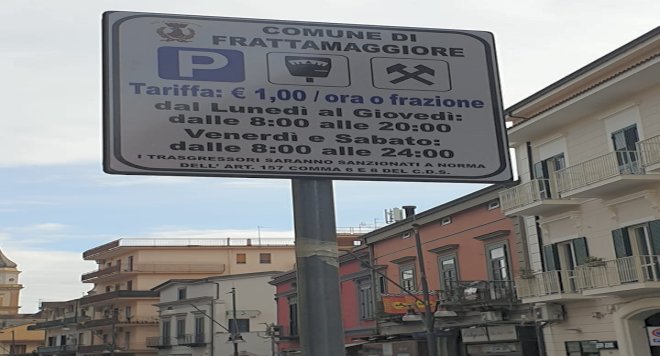 COMUNE DI
FRATTAMAGGIORE
P
Tariffa: € 1,00 / ora o frazione
dal Lunedì al Giovedì:
dalle 8:00 alle 20:00
Venerdì e Sabato:
dalle 8:00 alle 24:00
I TRASGRESSORI SARANNO SANZIONATI A NORMA
DELL' ART. 157 COMMA 6 E 8 DEL C.D.S.